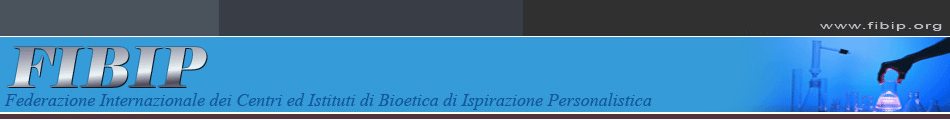 www.fibip.org
FIBIP
Federazione Internazionale dei Centri ed Istituti di Bioetica di Ispirazione Personalistica